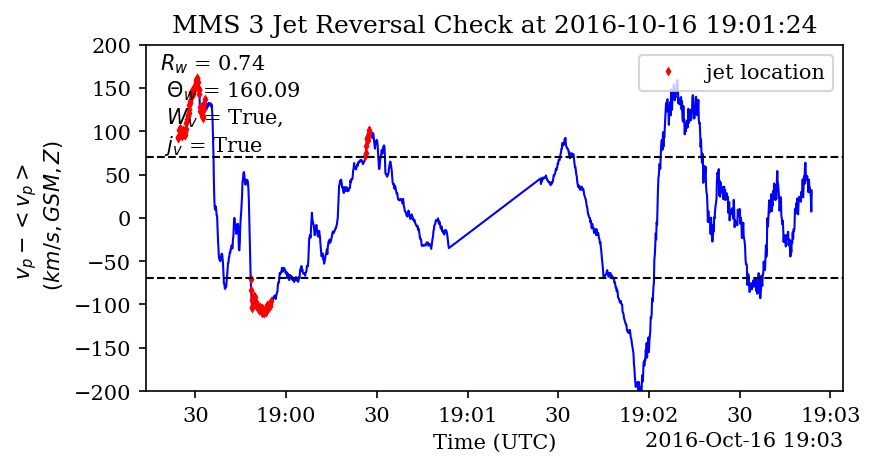 MMS 3 Jet Reversal Check at 2016-10-16 19:01:24
R_w = 0.74
Θ_w = 160.09
W_v = True,
j_v = True
jet location
v_p − < v_p >
(km/s, GSM, Z)
200
150
100
50
0
−50
−100
−150
−200
30 19:00 30 19:01 30 19:02 30 19:03
Time (UTC)
2016-Oct-16 19:03